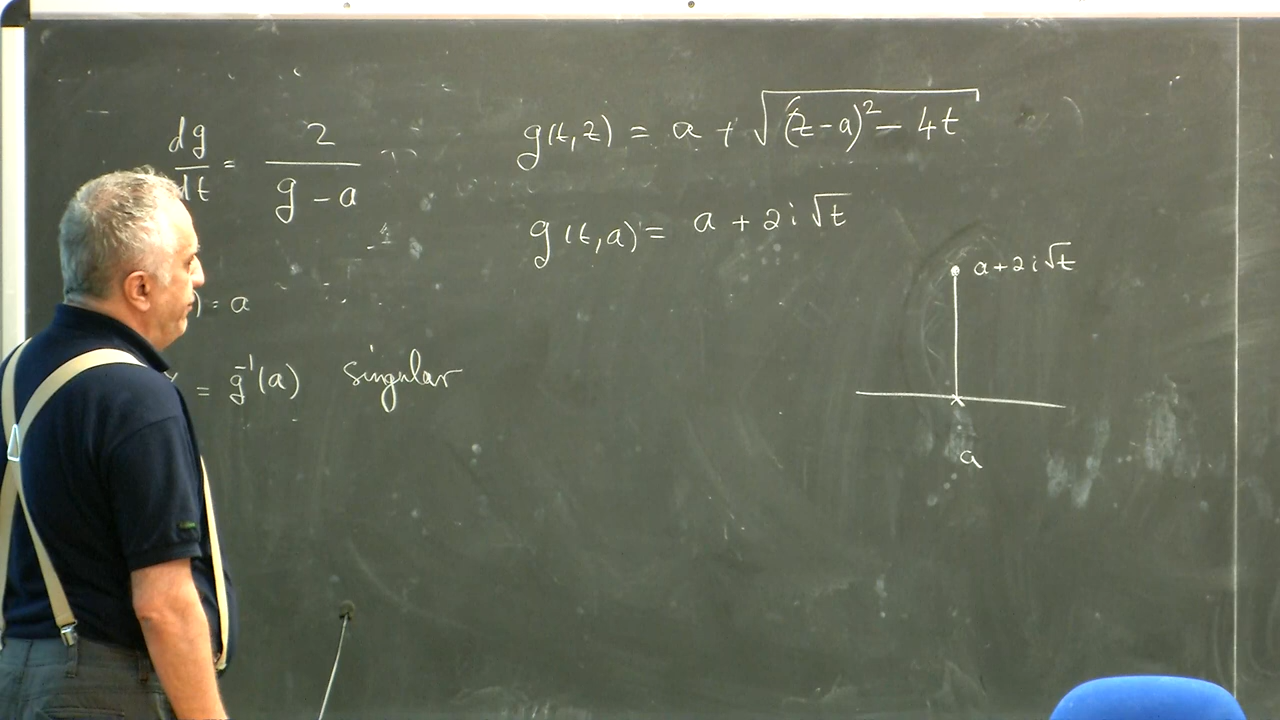 dg/dt = 2/(g - a)
g(t,z) = a + √((z-a)² - 4t)
g(t,a) = a + 2i√t
a+2i√t
) = a
= g⁻¹(a) singular
a